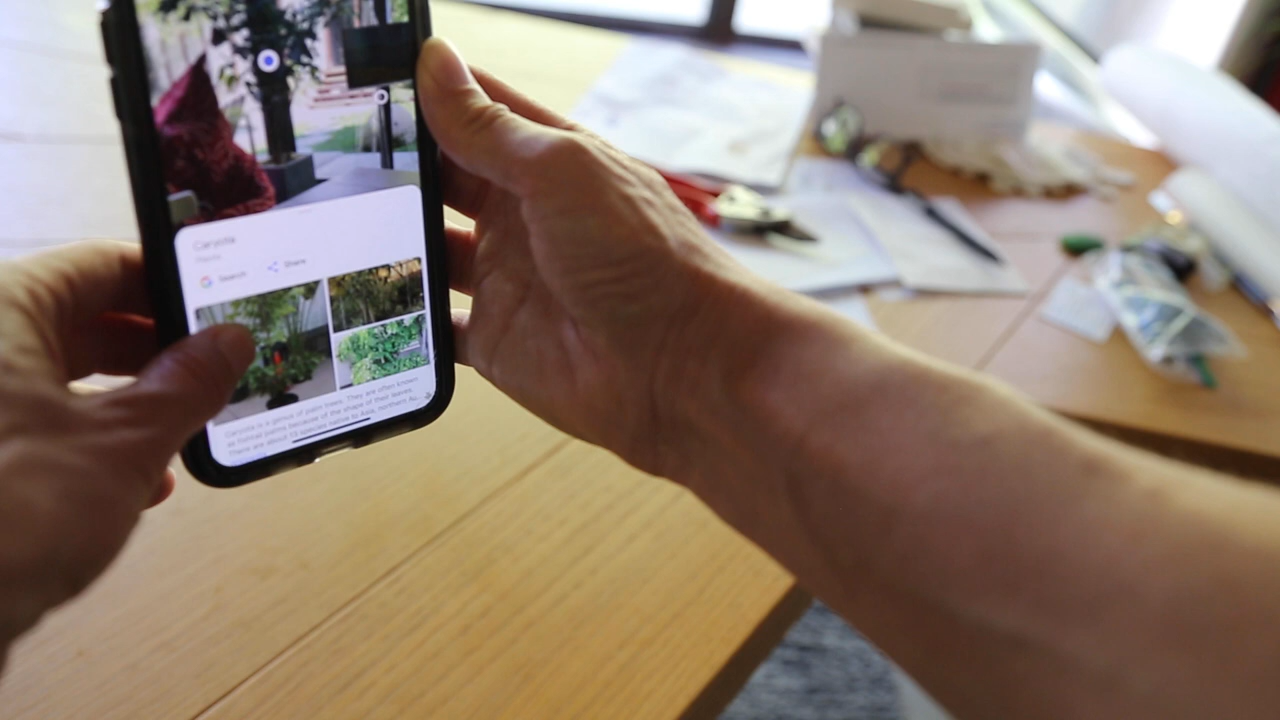 Caryota
Plants
Search Share
Caryota is a genus of palm trees. They are often known
as fishtail palms because of the shape of their leaves.
There are about 13 species native to Asia, northern Au...